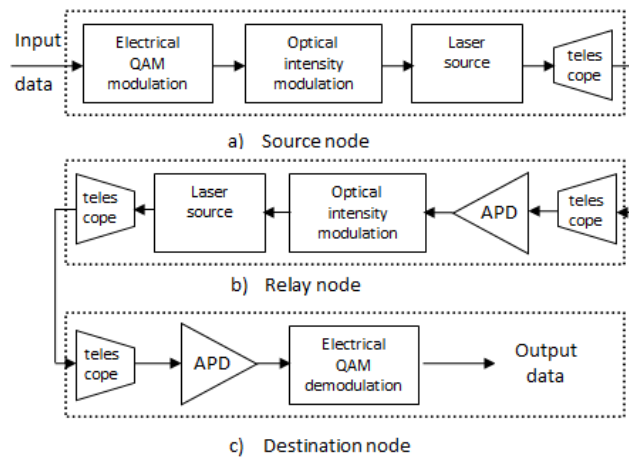 Input
data
Electrical
QAM
modulation
Optical
intensity
modulation
Laser
source
teles
cope
a) Source node
teles
cope
Laser
source
Optical
intensity
modulation
APD
teles
cope
b) Relay node
teles
cope
APD
Electrical
QAM
demodulation
Output
data
c) Destination node